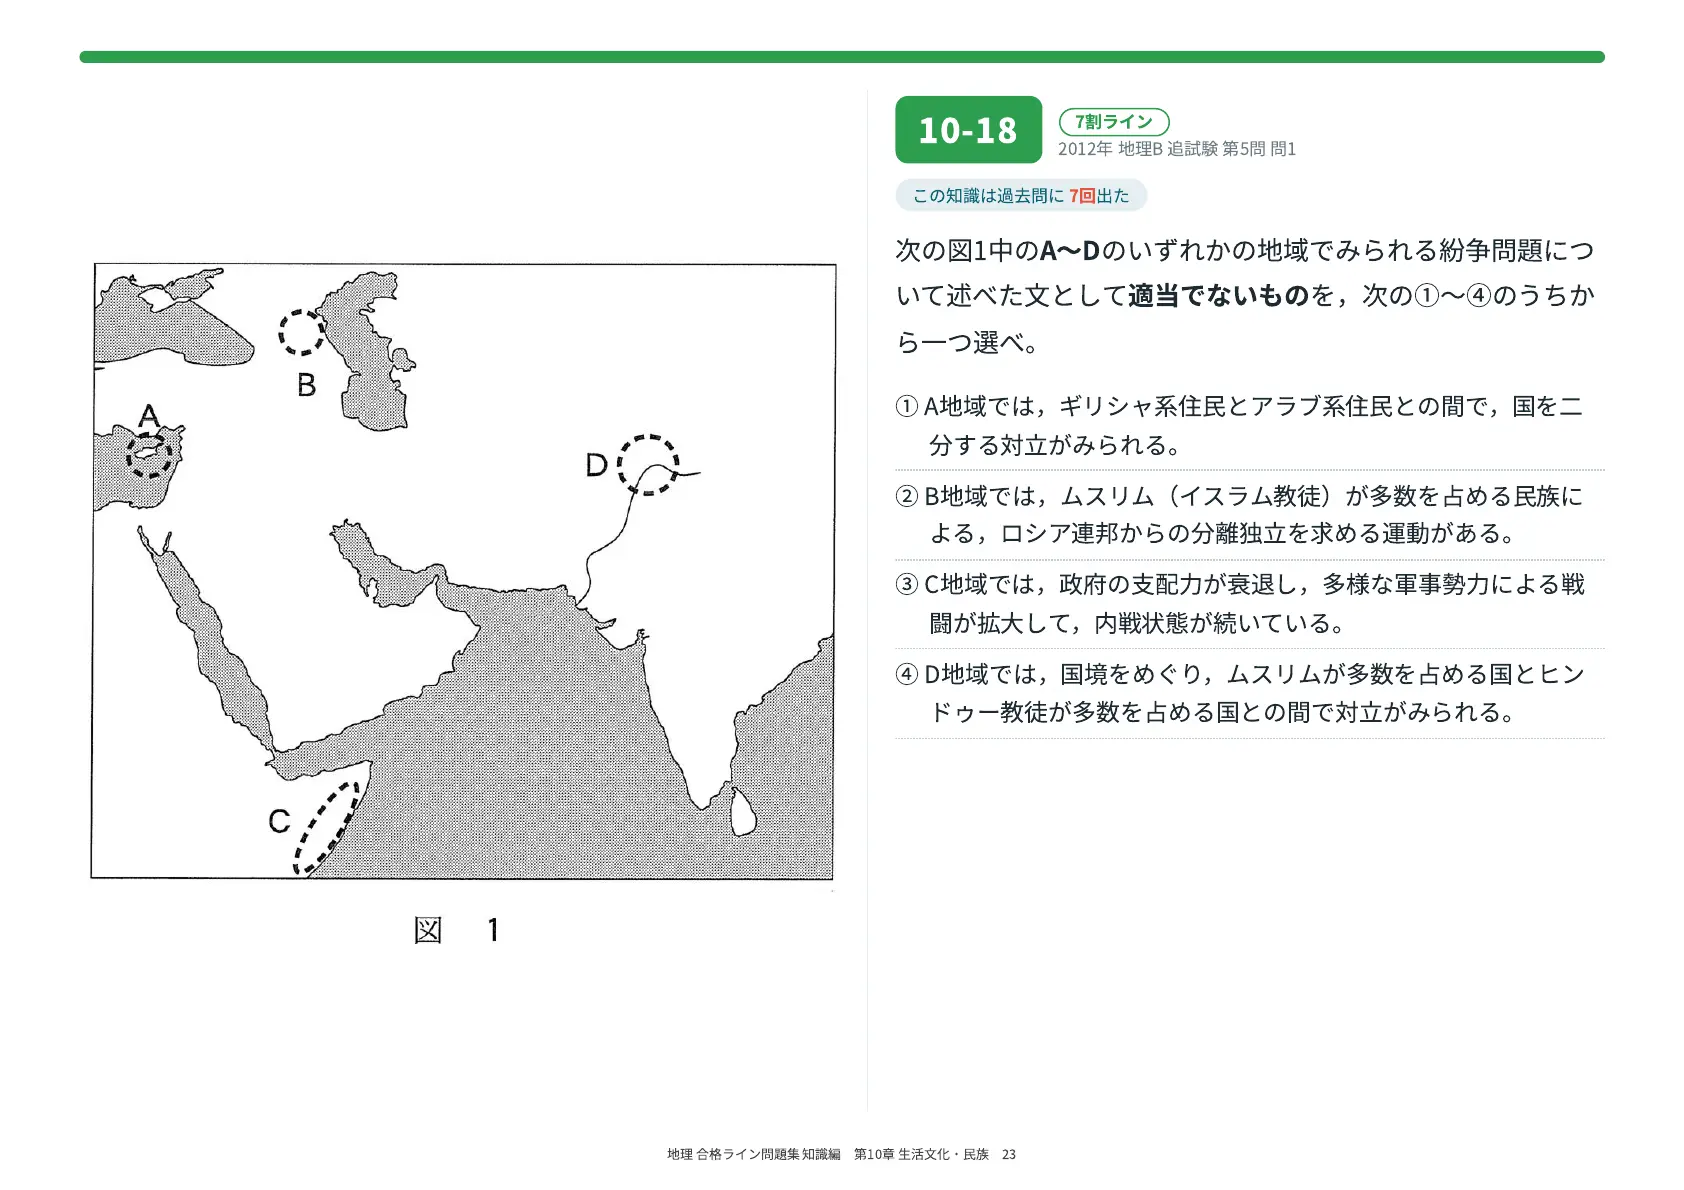 10-18
7割ライン
2012年 地理B 追試験 第5問 問1
この知識は過去問に 7回出た
次の図1中のA〜Dのいずれかの地域でみられる紛争問題につ
いて述べた文として適当でないものを，次の①〜④のうちか
ら一つ選べ。
① A地域では，ギリシャ系住民とアラブ系住民との間で，国を二
分する対立がみられる。
② B地域では，ムスリム（イスラム教徒）が多数を占める民族に
よる，ロシア連邦からの分離独立を求める運動がある。
③ C地域では，政府の支配力が衰退し，多様な軍事勢力による戦
闘が拡大して，内戦状態が続いている。
④ D地域では，国境をめぐり，ムスリムが多数を占める国とヒン
ドゥー教徒が多数を占める国との間で対立がみられる。
A
B
C
D
図 1
地理 合格ライン問題集 知識編 第10章 生活文化・民族 23